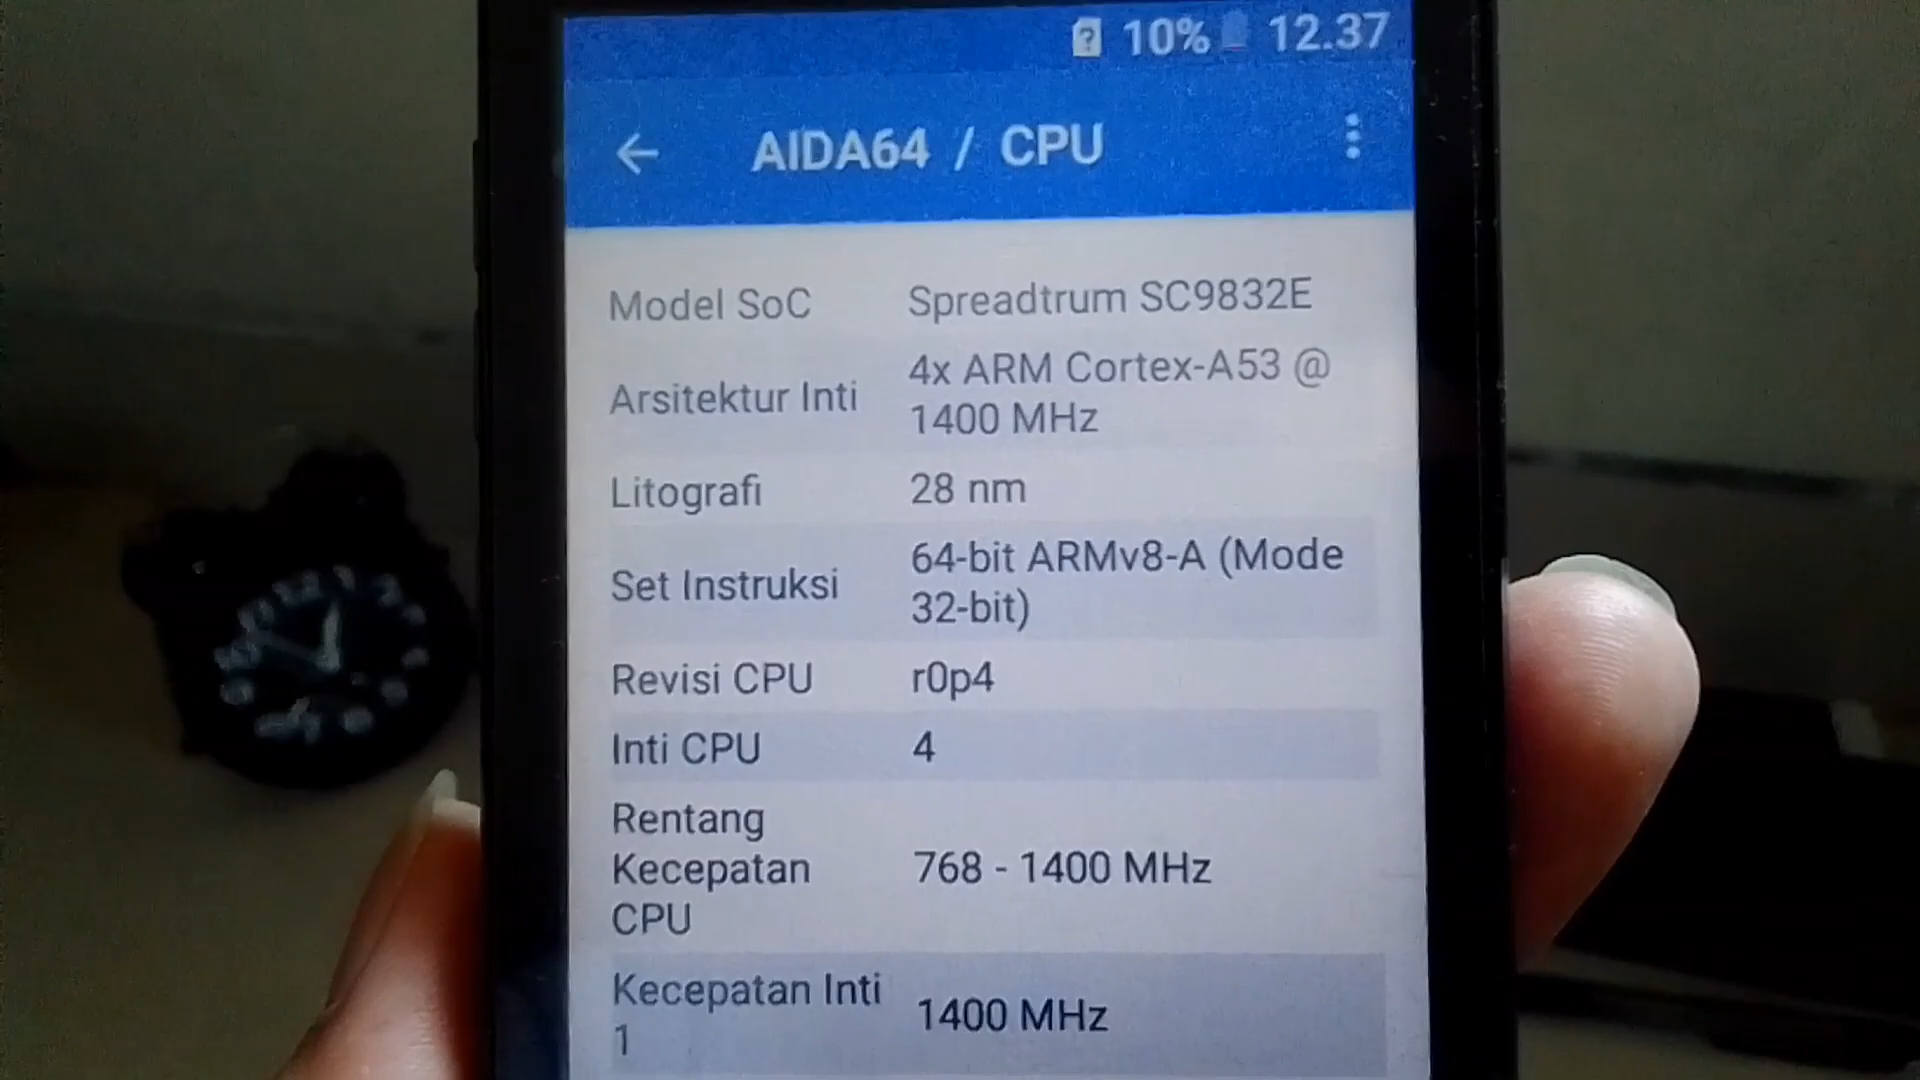 10% 12.37
AIDA64 / CPU
Model SoC Spreadtrum SC9832E
Arsitektur Inti 4x ARM Cortex-A53 @
1400 MHz
Litografi 28 nm
Set Instruksi 64-bit ARMv8-A (Mode
32-bit)
Revisi CPU r0p4
Inti CPU 4
Rentang
Kecepatan 768 - 1400 MHz
CPU
Kecepatan Inti 1400 MHz
1